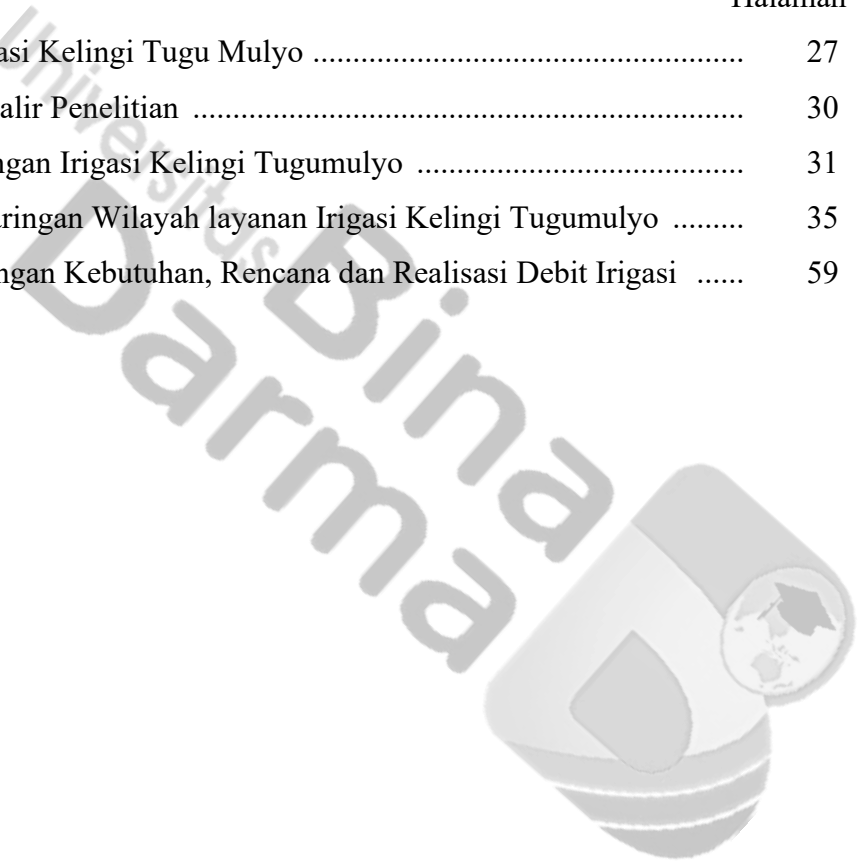 Halaman
asi Kelingi Tugu Mulyo ...................................................... 27
alir Penelitian ..................................................................... 30
ngan Irigasi Kelingi Tugumulyo ......................................... 31
aringan Wilayah layanan Irigasi Kelingi Tugumulyo ......... 35
ngan Kebutuhan, Rencana dan Realisasi Debit Irigasi ...... 59
Universitas
Bina
Darma